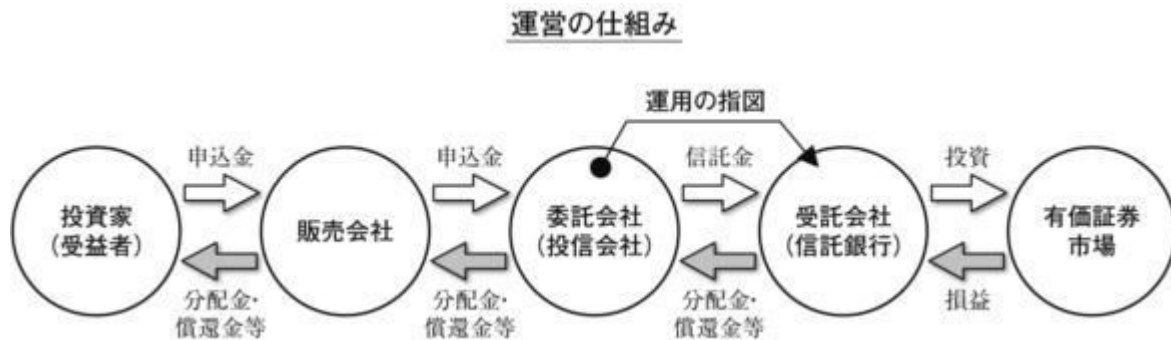 運営の仕組み
運用の指図
申込金
申込金
信託金
投資
投資家
(受益者)
販売会社
委託会社
(投信会社)
受託会社
(信託銀行)
有価証券
市場
分配金・
償還金等
分配金・
償還金等
分配金・
償還金等
損益